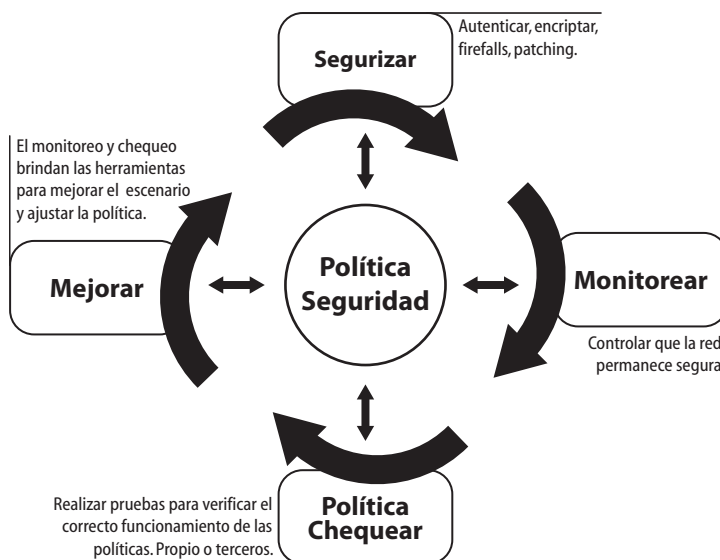 Autenticar, encriptar,
firefalls, patching.
Segurizar
El monitoreo y chequeo
brindan las herramientas
para mejorar el escenario
y ajustar la política.
Mejorar
Política
Seguridad
Monitorear
Controlar que la red
permanece segura
Realizar pruebas para verificar el
correcto funcionamiento de las
políticas. Propio o terceros.
Política
Chequear